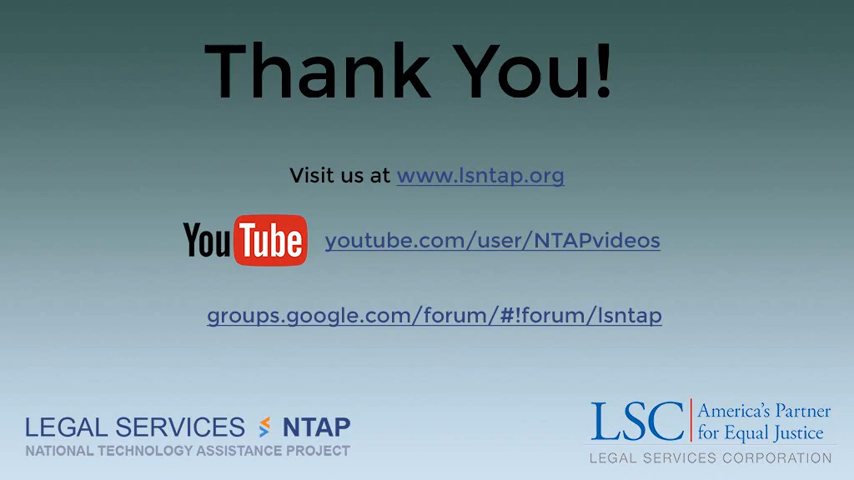 Thank You!
Visit us at www.lsntap.org
YouTube youtube.com/user/NTAPvideos
groups.google.com/forum/#!forum/lsntap
LEGAL SERVICES NTAP
NATIONAL TECHNOLOGY ASSISTANCE PROJECT
LSC America's Partner
for Equal Justice
LEGAL SERVICES CORPORATION